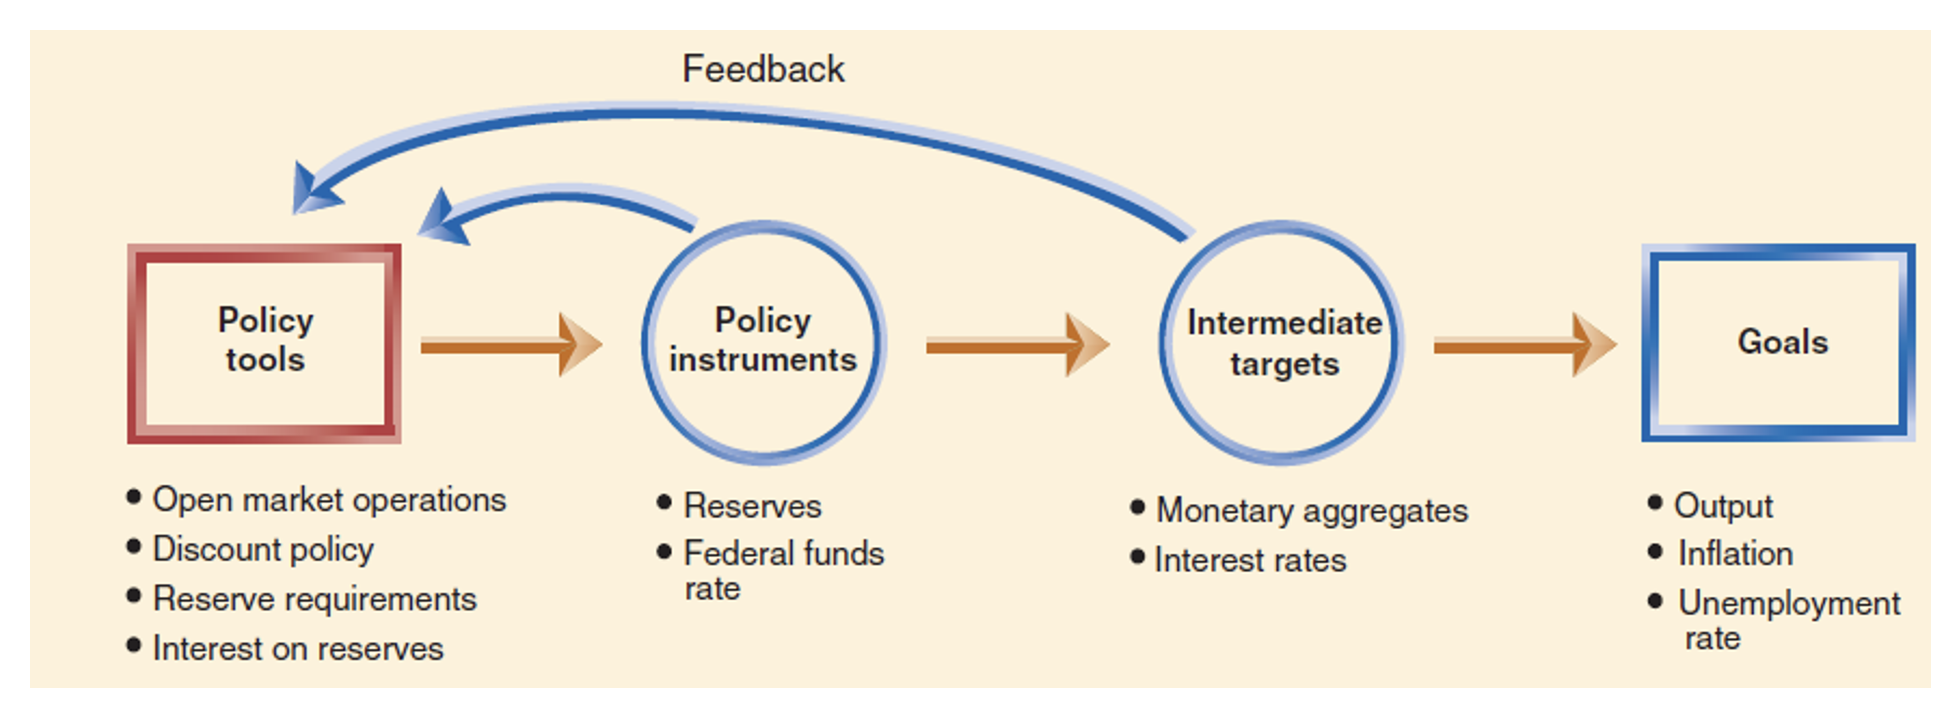 Feedback
Policy
tools
Policy
instruments
Intermediate
targets
Goals
• Open market operations
• Discount policy
• Reserve requirements
• Interest on reserves
• Reserves
• Federal funds
rate
• Monetary aggregates
• Interest rates
• Output
• Inflation
• Unemployment
rate